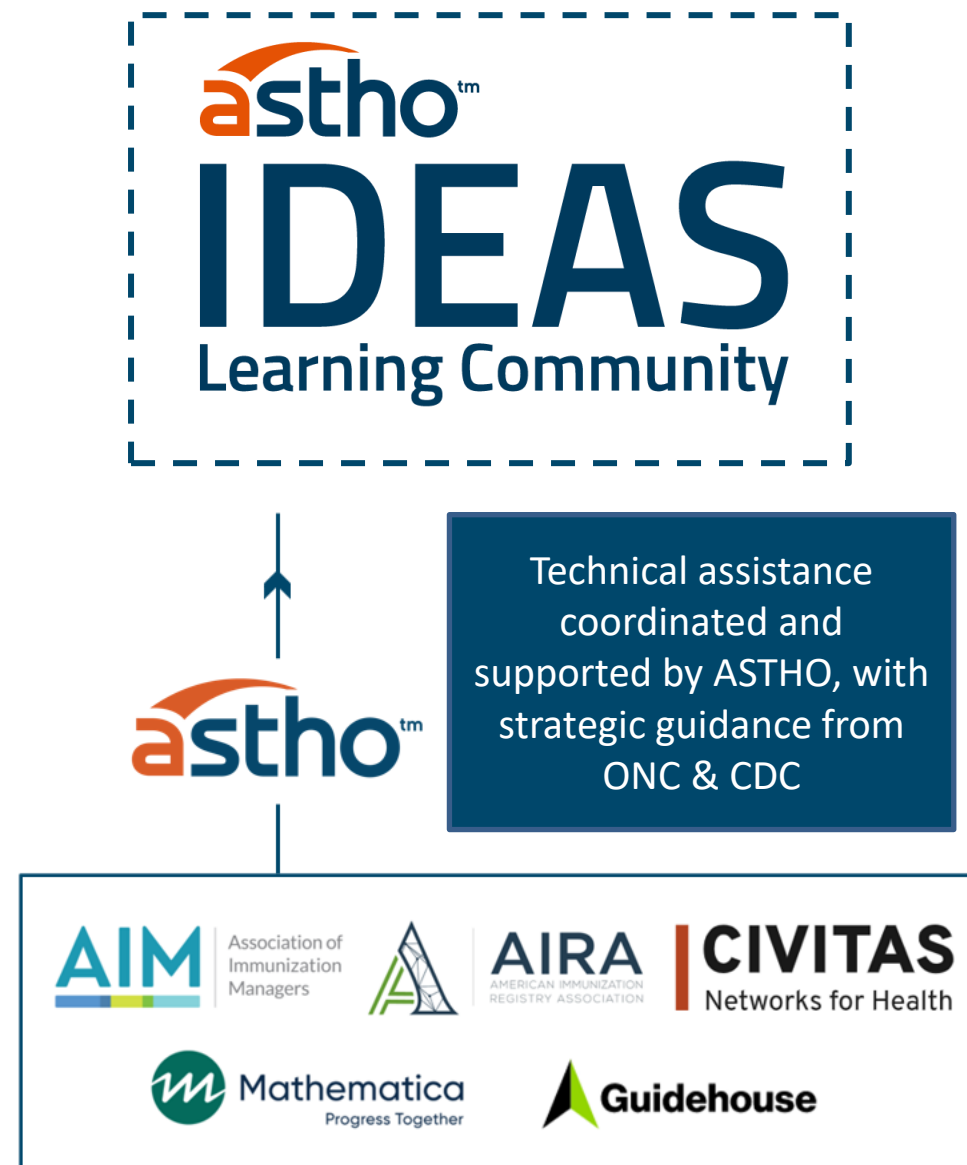 astho™
IDEAS
Learning Community
Technical assistance
coordinated and
supported by ASTHO, with
strategic guidance from
ONC & CDC
astho™
AIM
Association of
Immunization
Managers
AIRA
AMERICAN IMMUNIZATION
REGISTRY ASSOCIATION
CIVITAS
Networks for Health
Mathematica
Progress Together
Guidehouse